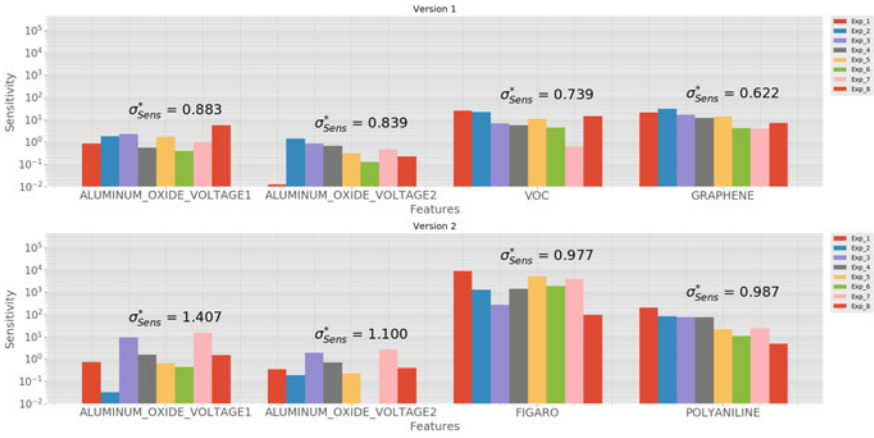 Version 1
Sensitivity
10^5
10^4
10^3
10^2
10^1
10^0
10^−1
10^−2
σ*Sens = 0.883
σ*Sens = 0.839
σ*Sens = 0.739
σ*Sens = 0.622
ALUMINUM_OXIDE_VOLTAGE1
ALUMINUM_OXIDE_VOLTAGE2
VOC
GRAPHENE
Features
Exp_1
Exp_2
Exp_3
Exp_4
Exp_5
Exp_6
Exp_7
Exp_8
Version 2
Sensitivity
10^5
10^4
10^3
10^2
10^1
10^0
10^−1
10^−2
σ*Sens = 1.407
σ*Sens = 1.100
σ*Sens = 0.977
σ*Sens = 0.987
ALUMINUM_OXIDE_VOLTAGE1
ALUMINUM_OXIDE_VOLTAGE2
FIGARO
POLYANILINE
Features
Exp_1
Exp_2
Exp_3
Exp_4
Exp_5
Exp_6
Exp_7
Exp_8